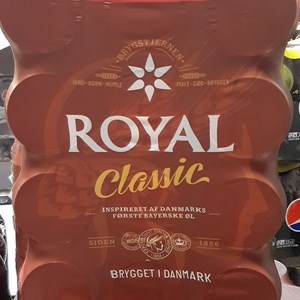 BRYGSTJERNEN
ROYAL
Classic
INSPIRERET AF DANMARKS
FØRSTE BAYERSKE ØL
SIDEN 1856
BRYGGET I DANMARK